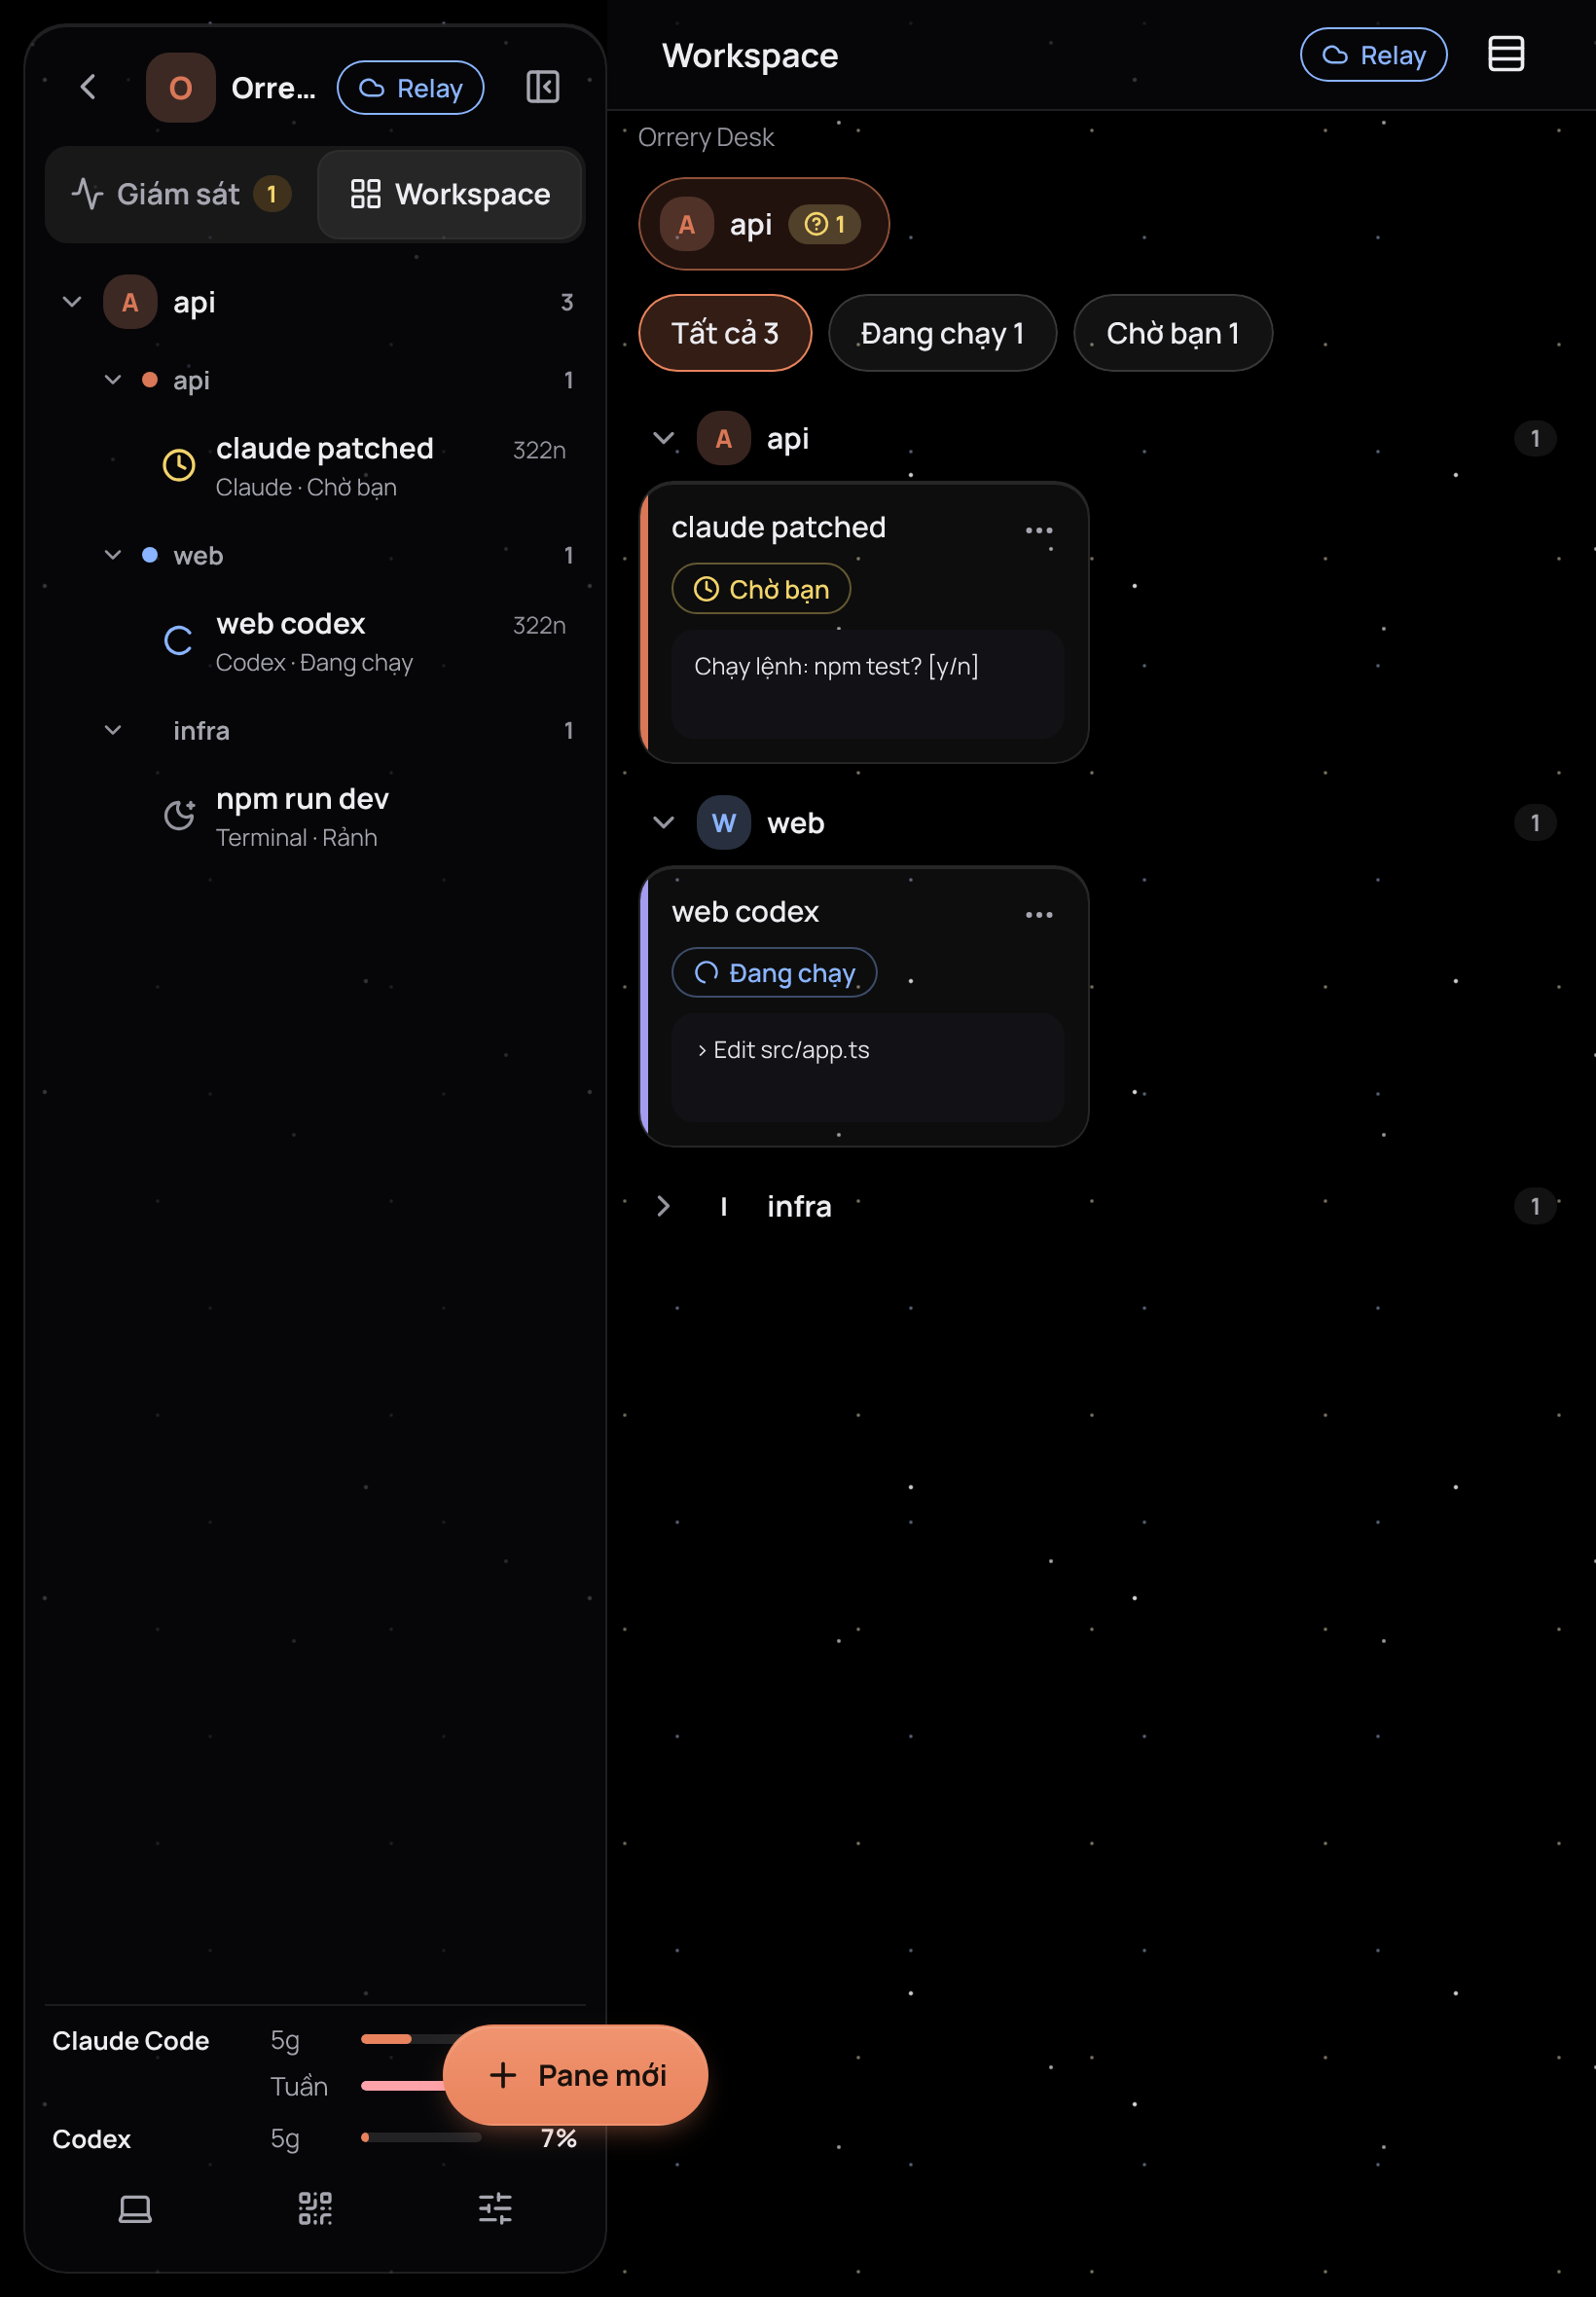 O Orre... Relay
Giám sát 1 Workspace
A api 3
api 1
claude patched 322n
Claude · Chờ bạn
web 1
web codex 322n
Codex · Đang chạy
infra 1
npm run dev
Terminal · Rảnh
Claude Code 5g
Tuần
Codex 5g 7%
Pane mới
Workspace Relay
Orrery Desk
A api ? 1
Tất cả 3 Đang chạy 1 Chờ bạn 1
A api 1
claude patched
Chờ bạn
Chạy lệnh: npm test? [y/n]
W web 1
web codex
Đang chạy
› Edit src/app.ts
I infra 1